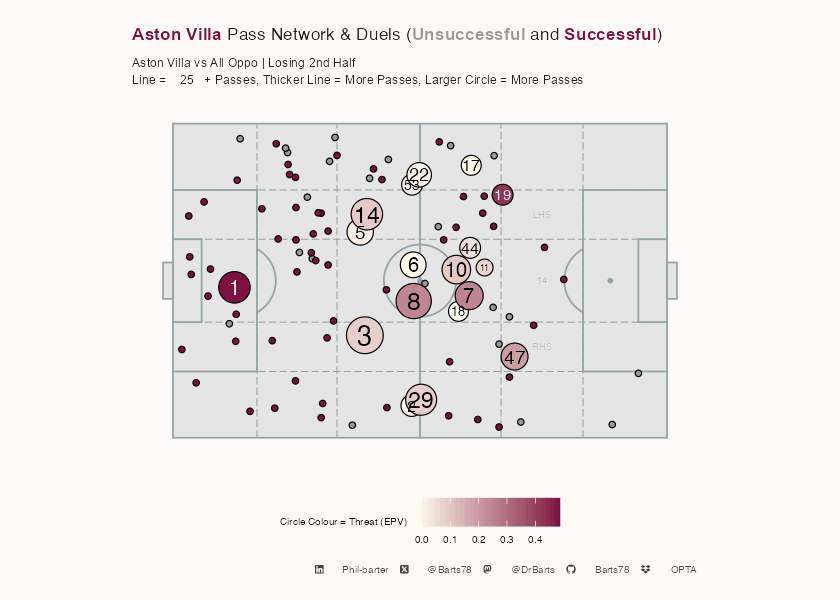 Aston Villa Pass Network & Duels (Unsuccessful and Successful)
Aston Villa vs All Oppo | Losing 2nd Half
Line = 25 + Passes, Thicker Line = More Passes, Larger Circle = More Passes
17
22
53
19
14
LHS
5
44
6
10
11
14
1
7
8
18
3
RHS
47
29
2
Circle Colour = Threat (EPV)
0.0 0.1 0.2 0.3 0.4
Phil-barter @Barts78 @DrBarts Barts78 OPTA